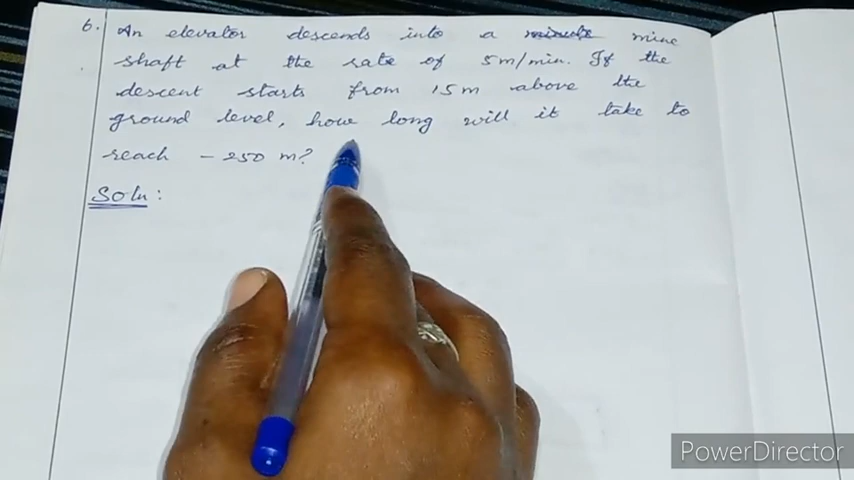 6. An elevator descends into a mine
shaft at the rate of 5m/min. If the
descent starts from 15m above the
ground level, how long will it take to
reach - 250 m?
Soln:
PowerDirector